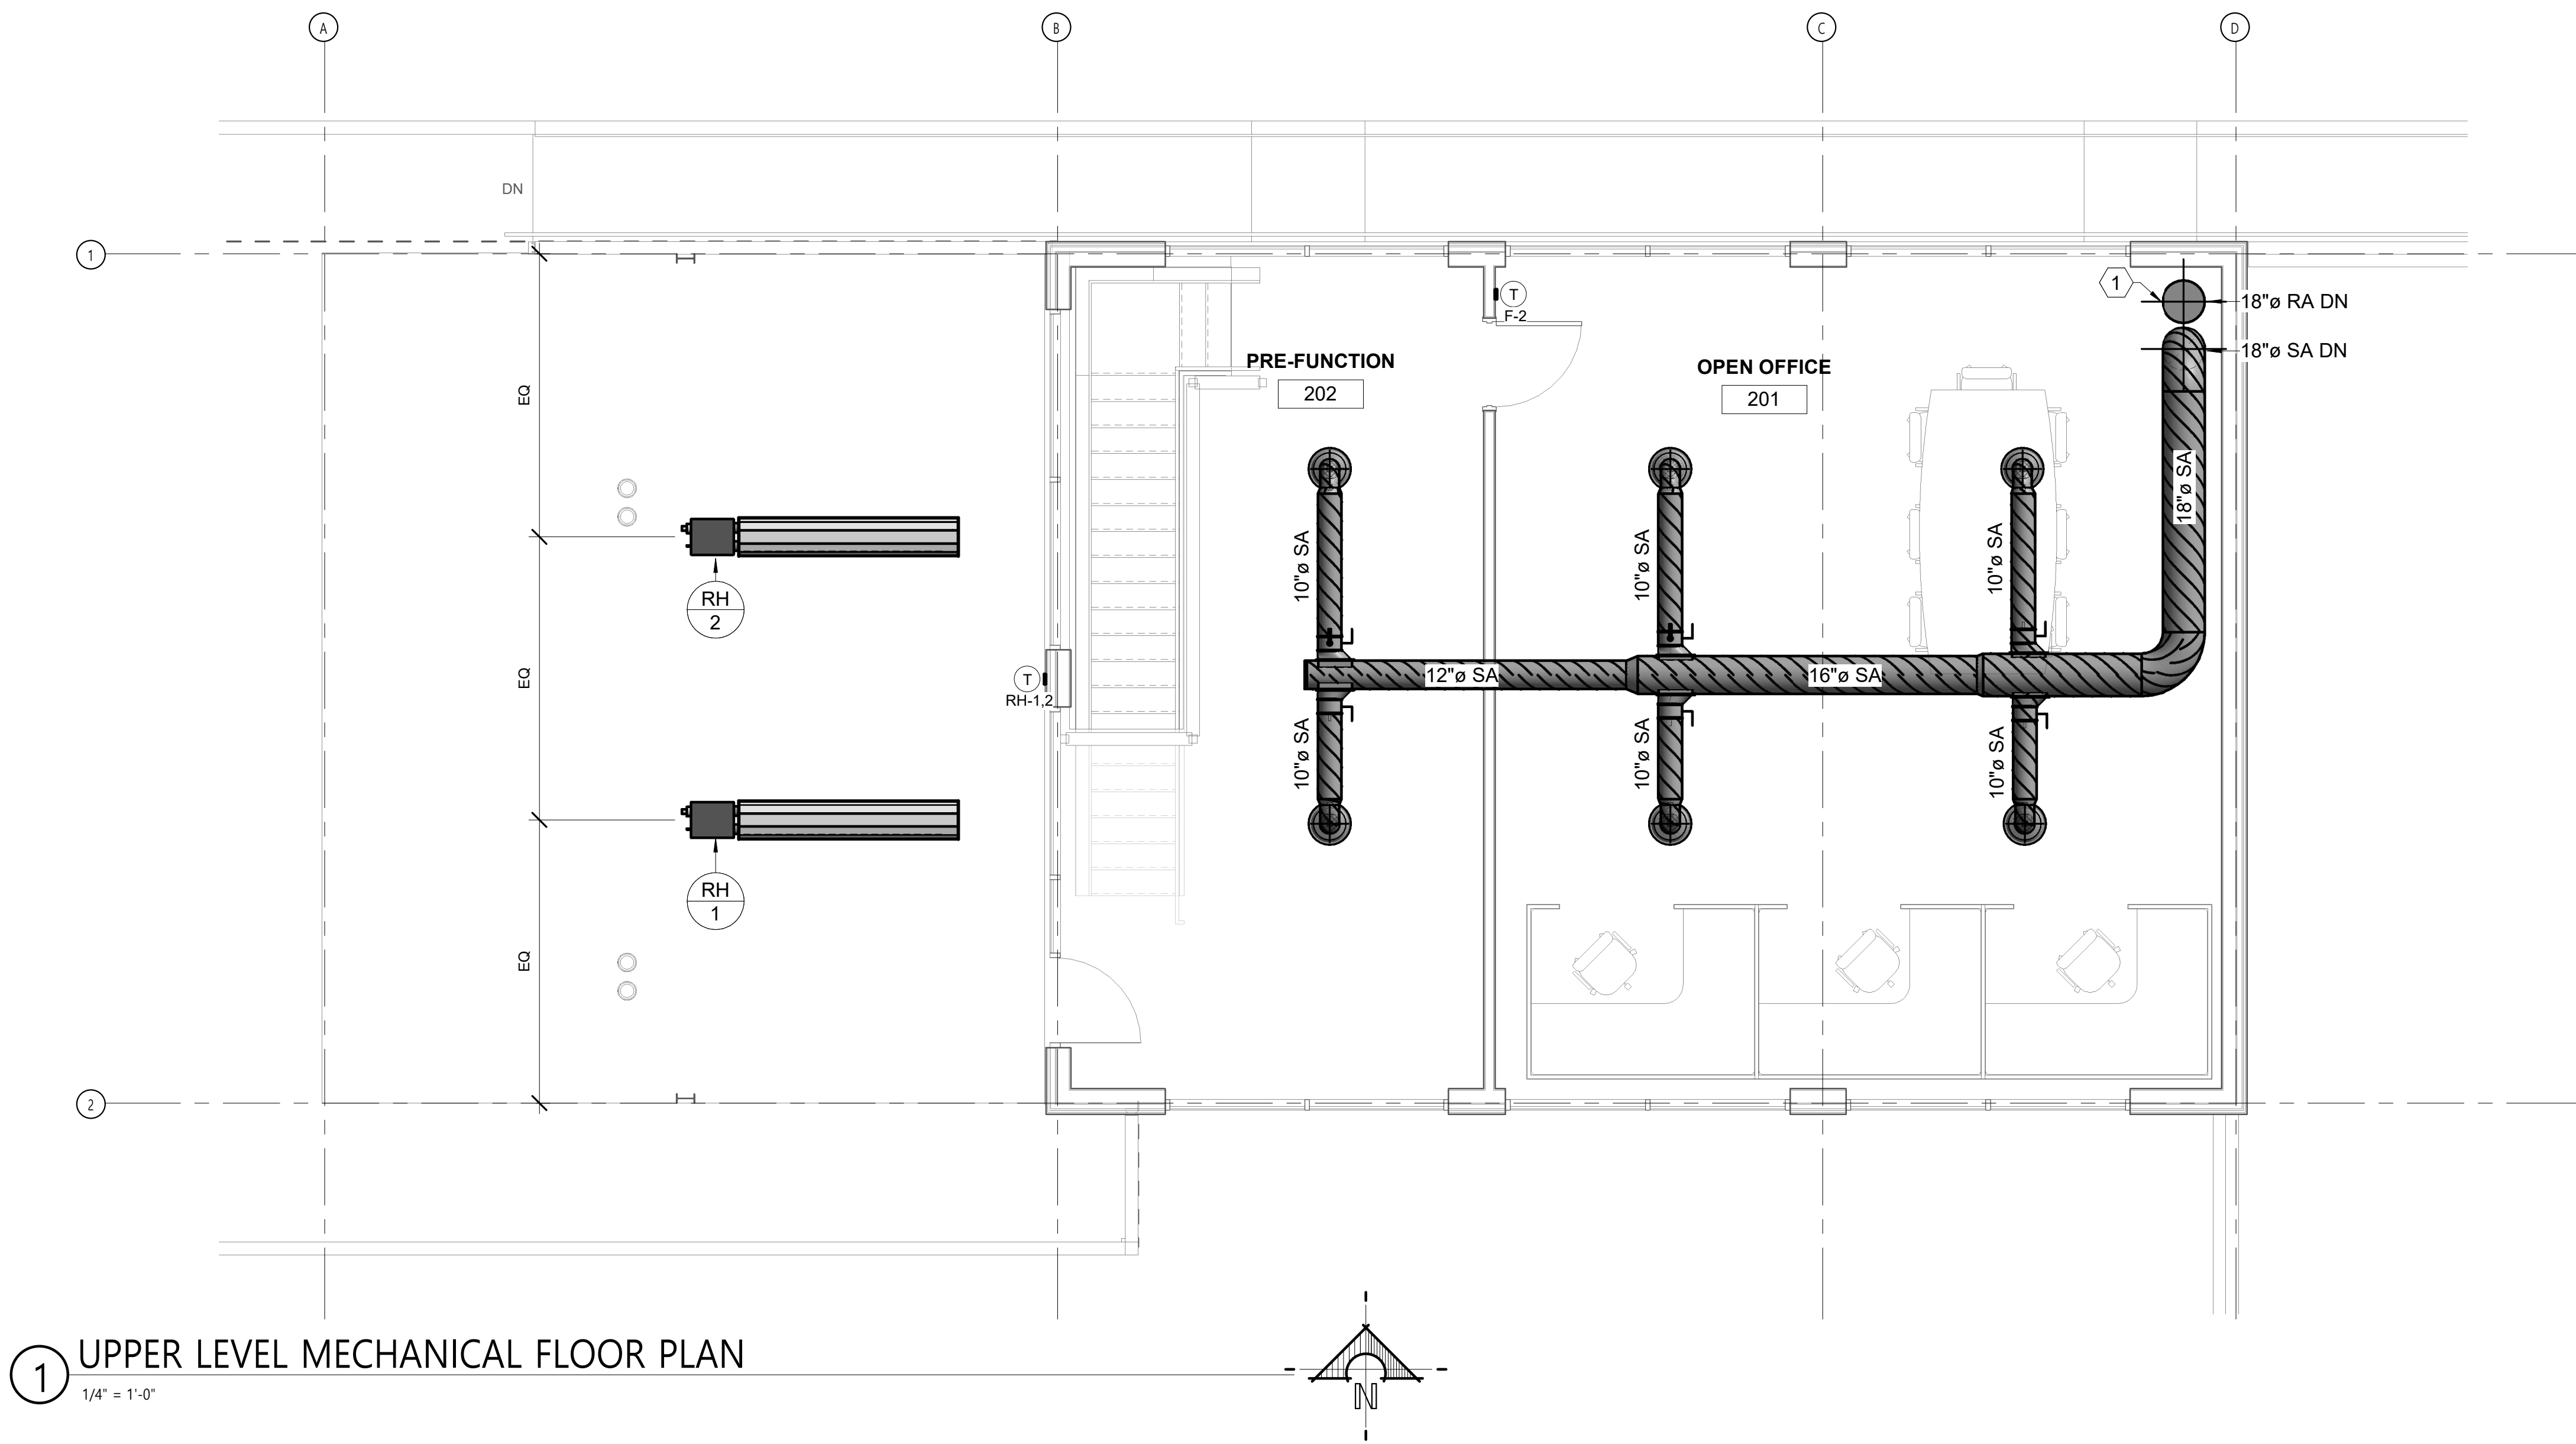 A
B
C
D
DN
1
1
18"ø RA DN
T
F-2
18"ø SA DN
PRE-FUNCTION
202
OPEN OFFICE
201
EQ
18"ø SA
10"ø SA
10"ø SA
10"ø SA
RH
2
EQ
T
RH-1,2
12"ø SA
16"ø SA
10"ø SA
10"ø SA
10"ø SA
RH
1
EQ
2
1
UPPER LEVEL MECHANICAL FLOOR PLAN
1/4" = 1'-0"
N